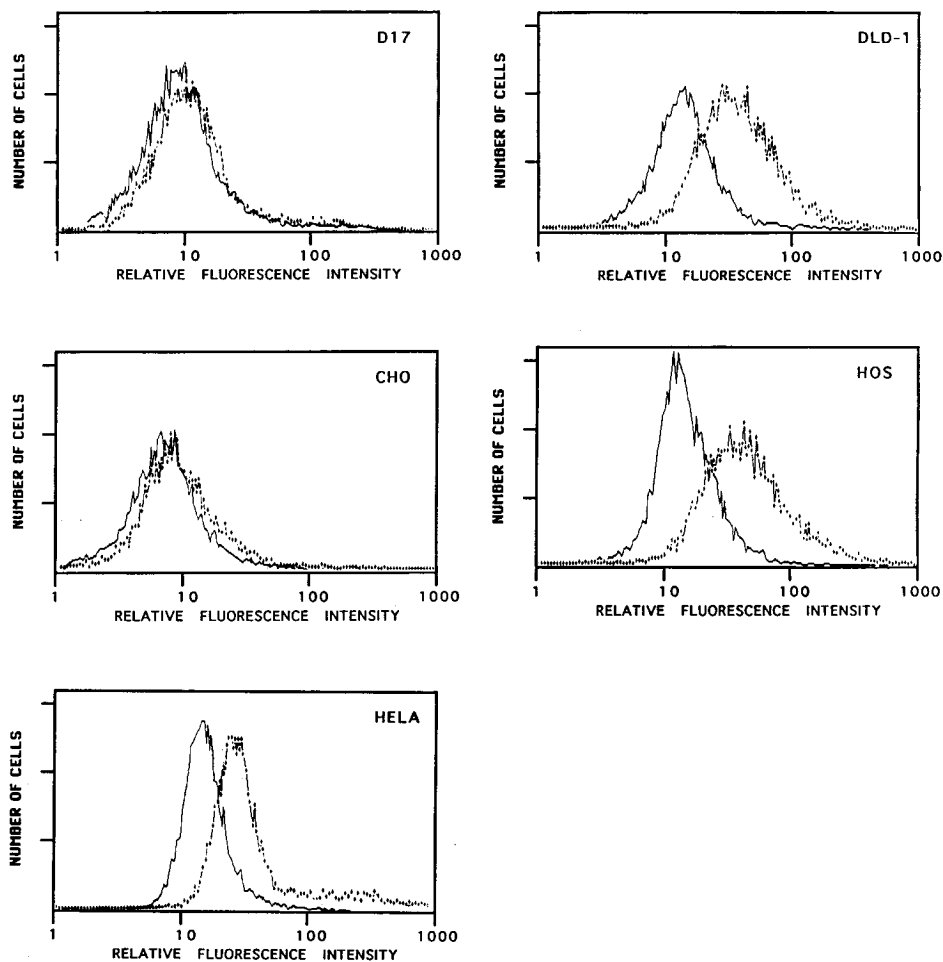 D17
NUMBER OF CELLS
1 10 100 1000
RELATIVE FLUORESCENCE INTENSITY
DLD-1
NUMBER OF CELLS
1 10 100 1000
RELATIVE FLUORESCENCE INTENSITY
CHO
NUMBER OF CELLS
1 10 100 1000
RELATIVE FLUORESCENCE INTENSITY
HOS
NUMBER OF CELLS
1 10 100 1000
RELATIVE FLUORESCENCE INTENSITY
HELA
NUMBER OF CELLS
1 10 100 1000
RELATIVE FLUORESCENCE INTENSITY